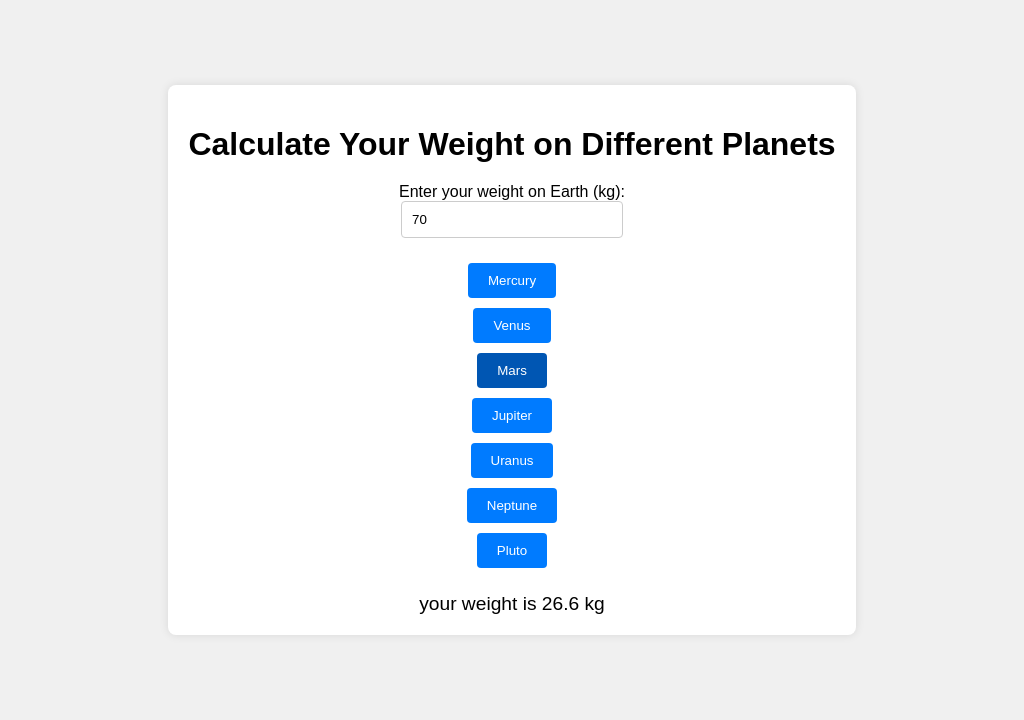 Calculate Your Weight on Different Planets
Enter your weight on Earth (kg):
70
Mercury
Venus
Mars
Jupiter
Uranus
Neptune
Pluto
your weight is 26.6 kg